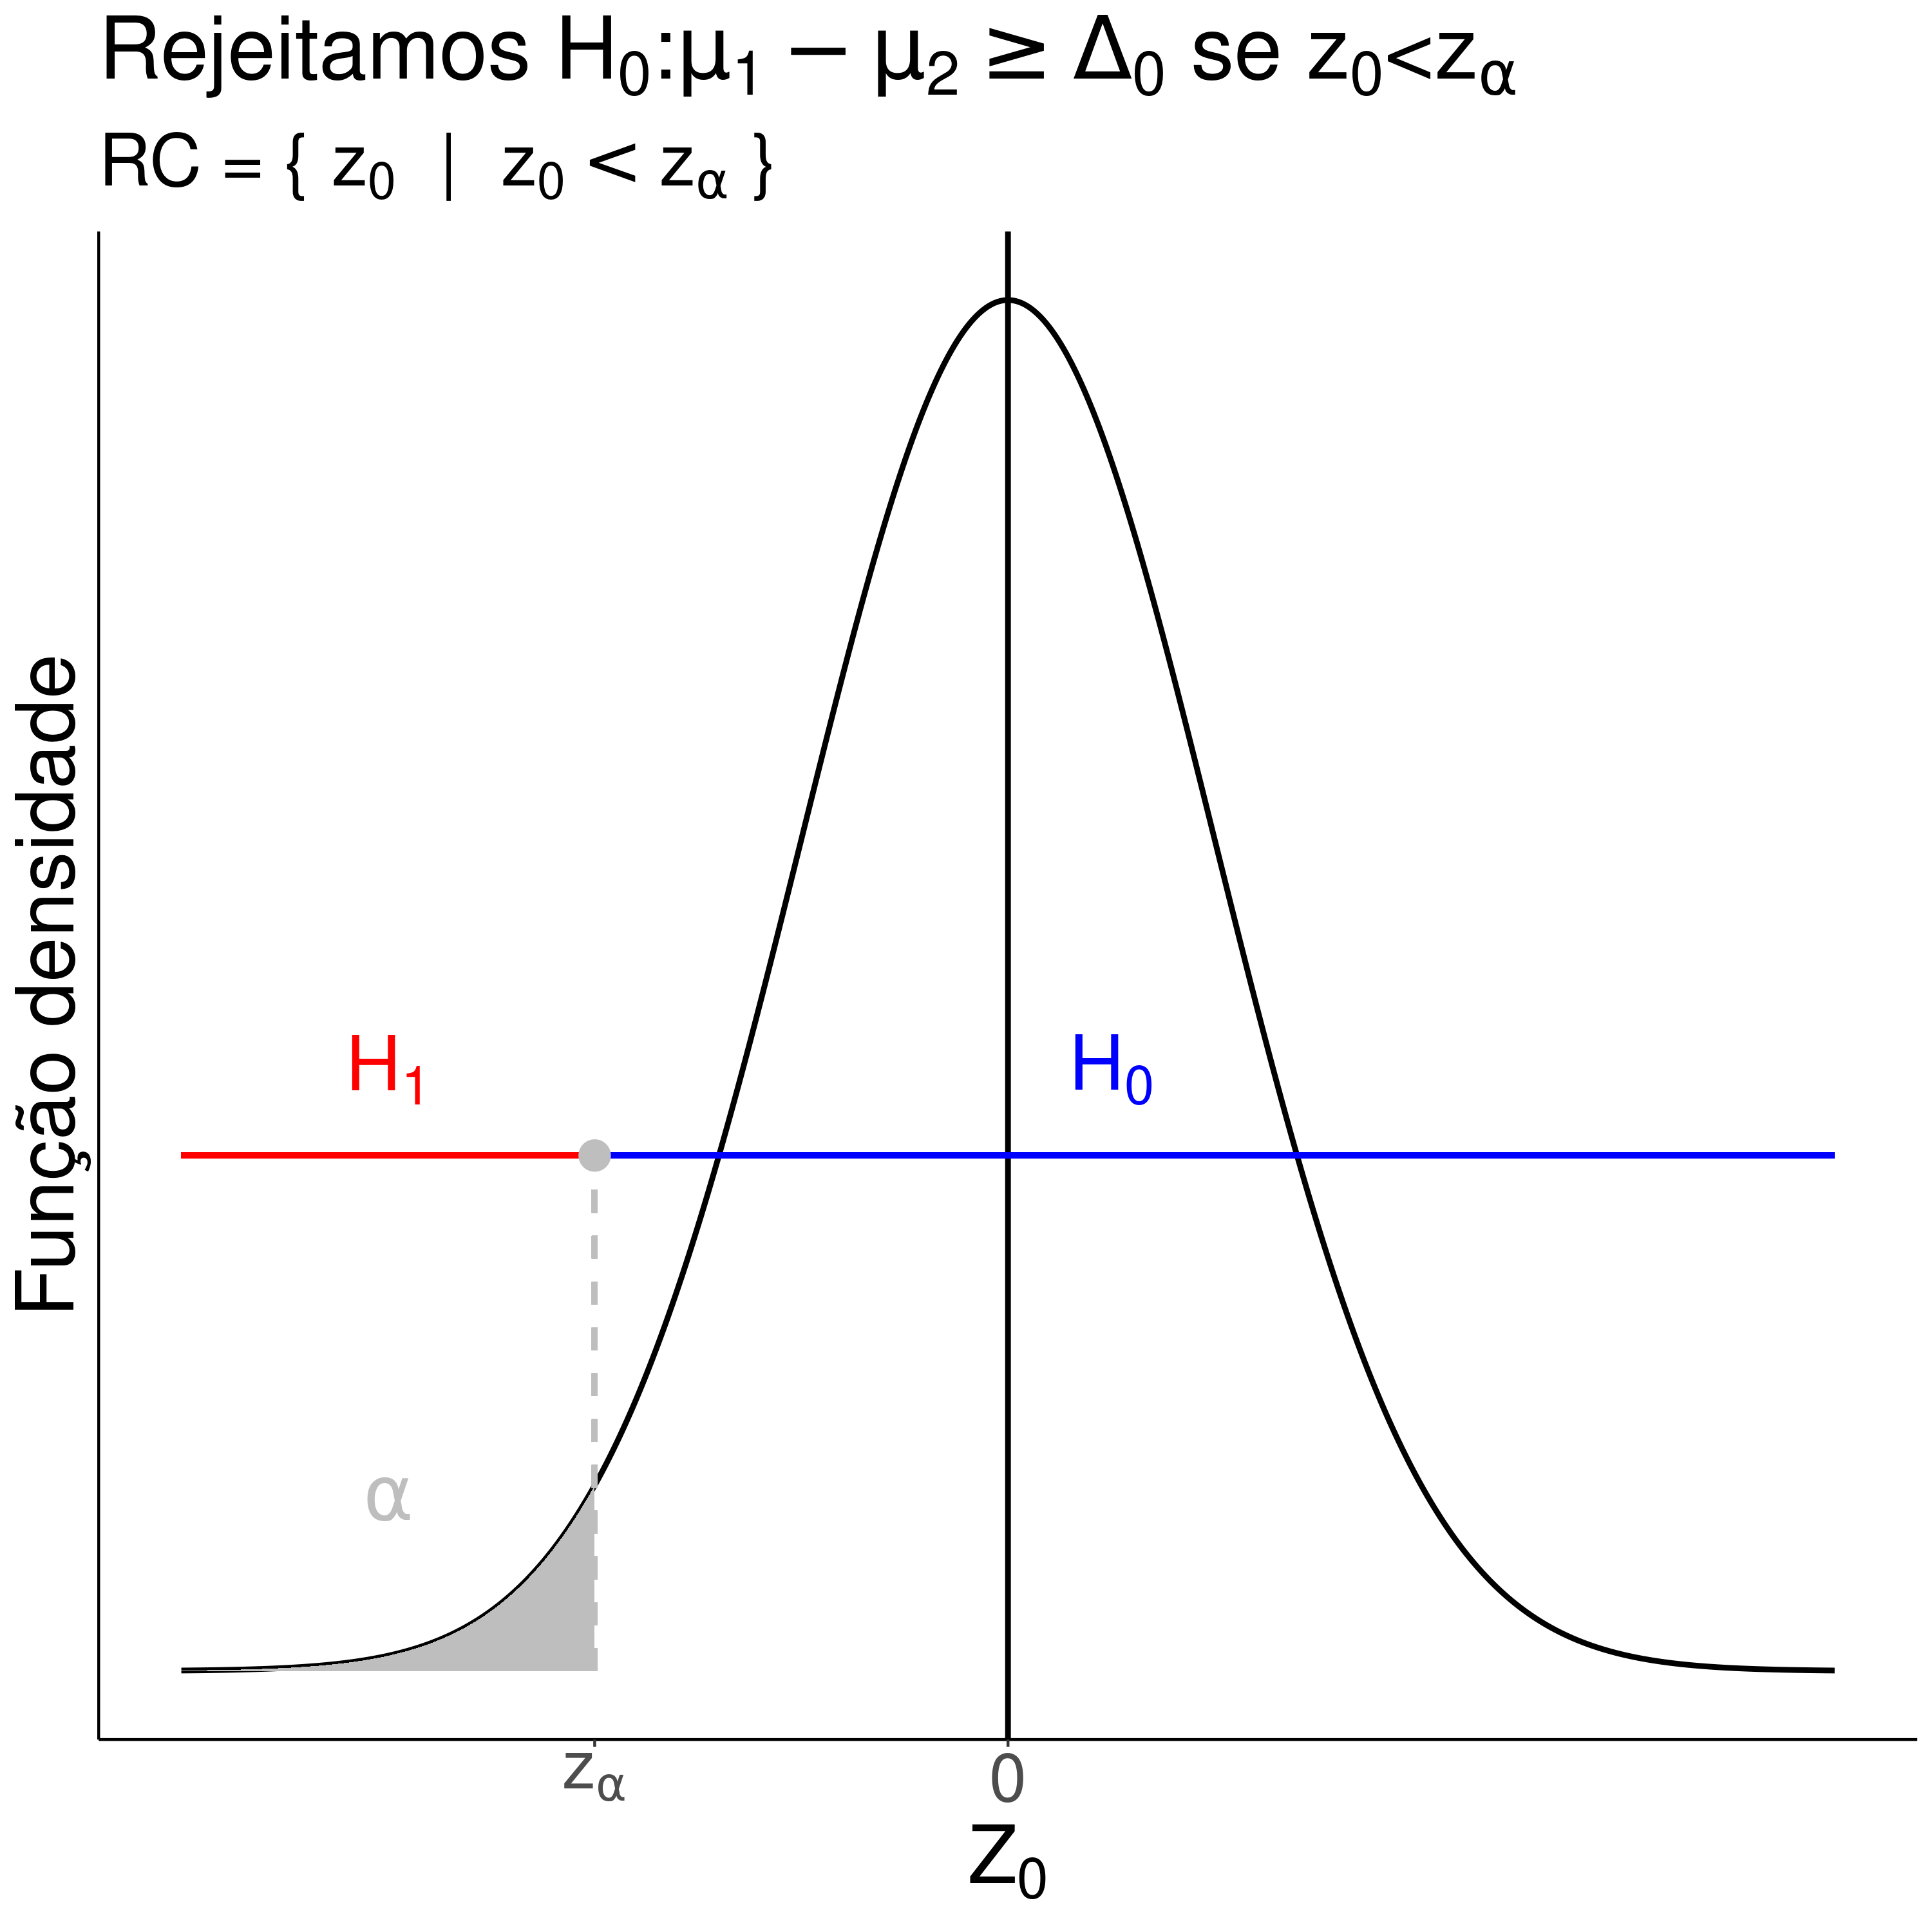 Rejeitamos H₀:μ₁ − μ₂ ≥ Δ₀ se z₀<zα
RC = { z₀ | z₀ < zα }
Função densidade
H₁
H₀
α
zα
0
Z₀